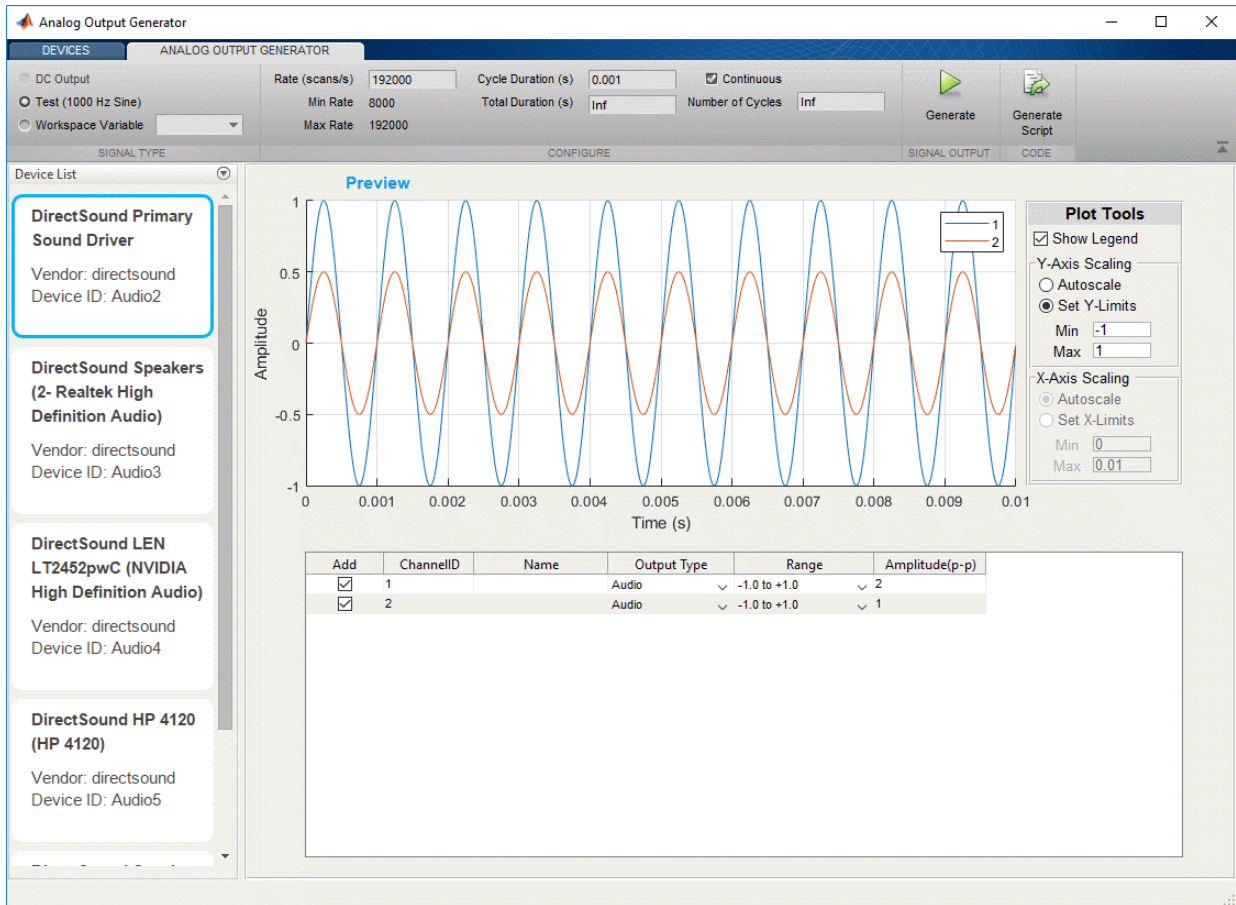 Analog Output Generator
DEVICES
ANALOG OUTPUT GENERATOR
DC Output
Test (1000 Hz Sine)
Workspace Variable
SIGNAL TYPE
Rate (scans/s) 192000
Min Rate 8000
Max Rate 192000
Cycle Duration (s) 0.001
Total Duration (s) Inf
Continuous
Number of Cycles Inf
CONFIGURE
Generate
SIGNAL OUTPUT
Generate
Script
CODE
Device List
DirectSound Primary
Sound Driver
Vendor: directsound
Device ID: Audio2
DirectSound Speakers
(2- Realtek High
Definition Audio)
Vendor: directsound
Device ID: Audio3
DirectSound LEN
LT2452pwC (NVIDIA
High Definition Audio)
Vendor: directsound
Device ID: Audio4
DirectSound HP 4120
(HP 4120)
Vendor: directsound
Device ID: Audio5
Preview
1
0.5
0
-0.5
-1
Amplitude
0 0.001 0.002 0.003 0.004 0.005 0.006 0.007 0.008 0.009 0.01
Time (s)
1
2
Plot Tools
Show Legend
Y-Axis Scaling
Autoscale
Set Y-Limits
Min -1
Max 1
X-Axis Scaling
Autoscale
Set X-Limits
Min 0
Max 0.01
Add ChannelID Name Output Type Range Amplitude(p-p)
1 Audio -1.0 to +1.0 2
2 Audio -1.0 to +1.0 1